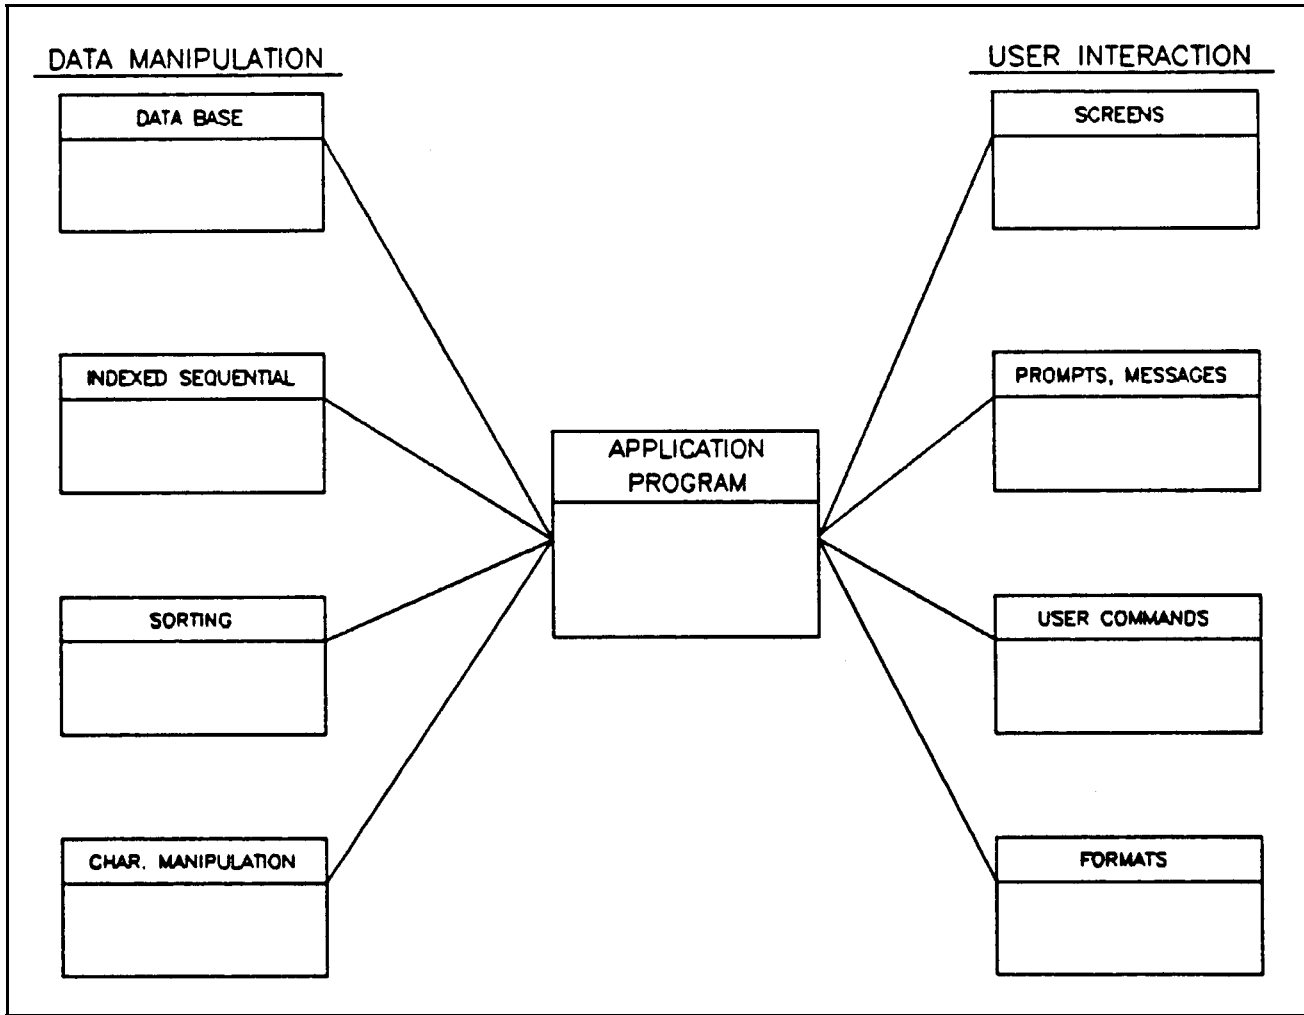 DATA MANIPULATION
DATA BASE
INDEXED SEQUENTIAL
SORTING
CHAR. MANIPULATION
APPLICATION
PROGRAM
USER INTERACTION
SCREENS
PROMPTS, MESSAGES
USER COMMANDS
FORMATS